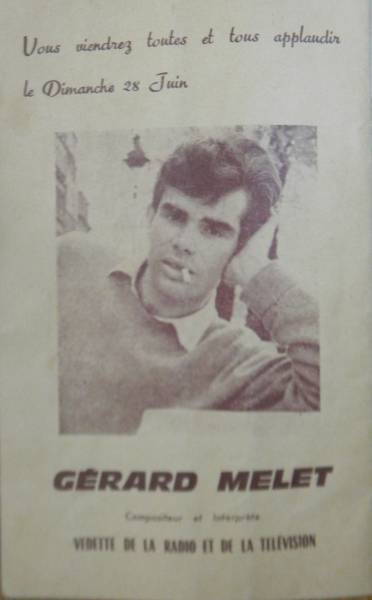 Vous viendrez toutes et tous applaudir
le Dimanche 28 Juin
GÉRARD MELET
Compositeur et Interprète
VEDETTE DE LA RADIO ET DE LA TÉLÉVISION